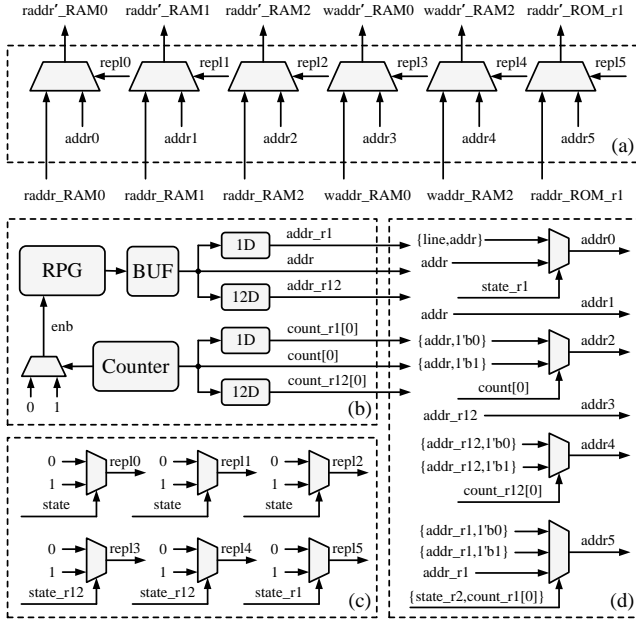 raddr'_RAM0 raddr'_RAM1 raddr'_RAM2 waddr'_RAM0 waddr'_RAM2 raddr'_ROM_r1
repl0 repl1 repl2 repl3 repl4 repl5
addr0 addr1 addr2 addr3 addr4 addr5
(a)
raddr_RAM0 raddr_RAM1 raddr_RAM2 waddr_RAM0 waddr_RAM2 raddr_ROM_r1
RPG
BUF
1D
addr_r1
addr
12D
addr_r12
enb
Counter
1D
count_r1[0]
count[0]
12D
count_r12[0]
0 1
(b)
0 repl0 0 repl1 0 repl2
1 1 1
state state state
0 repl3 0 repl4 0 repl5
1 1 1
state_r12 state_r12 state_r1
(c)
{line,addr} addr0
addr
state_r1
addr addr1
{addr,1'b0} addr2
{addr,1'b1}
count[0]
addr_r12 addr3
{addr_r12,1'b0} addr4
{addr_r12,1'b1}
count_r12[0]
{addr_r1,1'b0}
{addr_r1,1'b1} addr5
addr_r1
{state_r2,count_r1[0]}
(d)